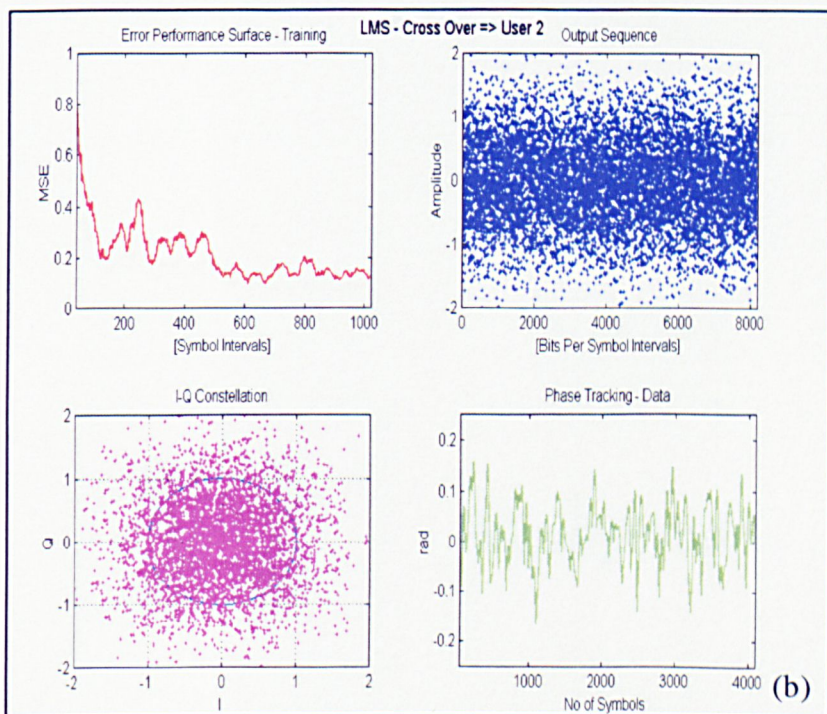 LMS - Cross Over => User 2
Error Performance Surface - Training
1
0.8
0.6
0.4
0.2
0
MSE
200
400
600
800
1000
[Symbol Intervals]
Output Sequence
2
1
0
-1
-2
Amplitude
0
2000
4000
6000
8000
[Bits Per Symbol Intervals]
I-Q Constellation
2
1
0
-1
-2
Q
-2
-1
0
1
2
I
Phase Tracking - Data
0.2
0.1
0
-0.1
-0.2
rad
1000
2000
3000
4000
No of Symbols
(b)